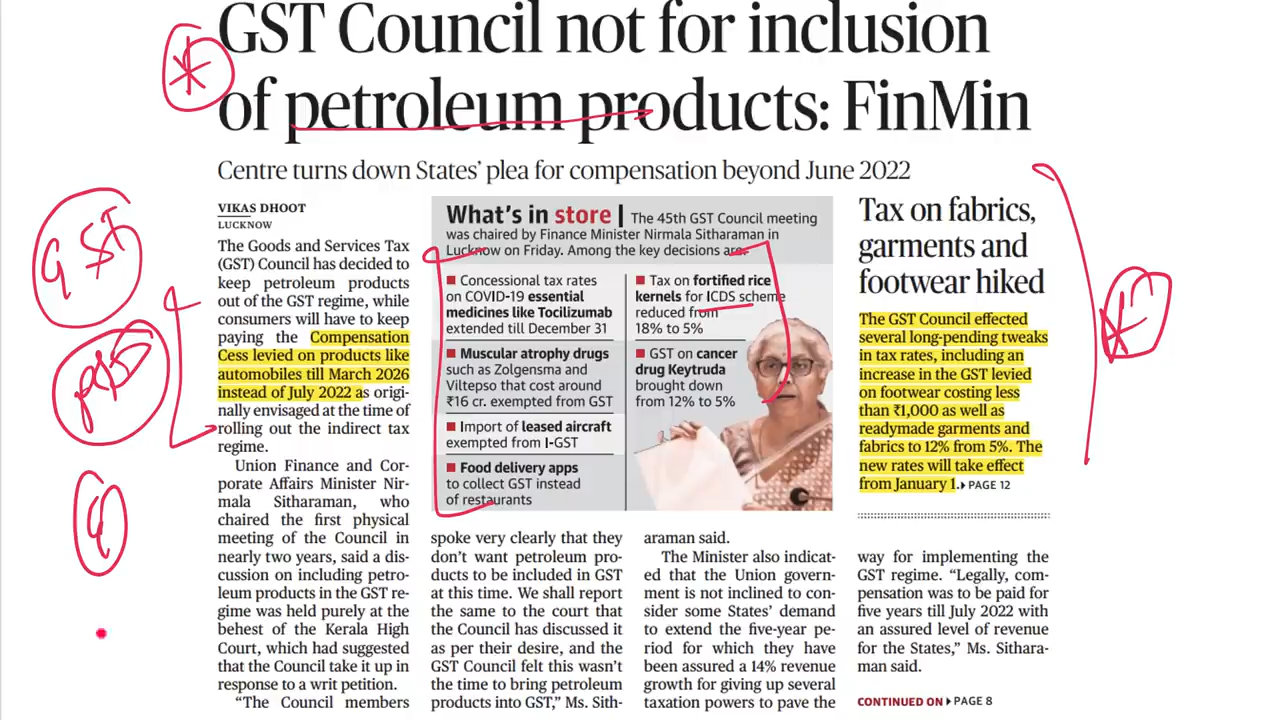 GST Council not for inclusion
of petroleum products: FinMin
Centre turns down States’ plea for compensation beyond June 2022
VIKAS DHOOT
LUCKNOW
The Goods and Services Tax
(GST) Council has decided to
keep petroleum products
out of the GST regime, while
consumers will have to keep
paying the Compensation
Cess levied on products like
automobiles till March 2026
instead of July 2022 as origi-
nally envisaged at the time of
rolling out the indirect tax
regime.
Union Finance and Cor-
porate Affairs Minister Nir-
mala Sitharaman, who
chaired the first physical
meeting of the Council in
nearly two years, said a dis-
cussion on including petro-
leum products in the GST re-
gime was held purely at the
behest of the Kerala High
Court, which had suggested
that the Council take it up in
response to a writ petition.
“The Council members
What’s in store | The 45th GST Council meeting
was chaired by Finance Minister Nirmala Sitharaman in
Lucknow on Friday. Among the key decisions are:
■ Concessional tax rates
on COVID-19 essential
medicines like Tocilizumab
extended till December 31
■ Muscular atrophy drugs
such as Zolgensma and
Viltepso that cost around
₹16 cr. exempted from GST
■ Import of leased aircraft
exempted from I-GST
■ Food delivery apps
to collect GST instead
of restaurants
■ Tax on fortified rice
kernels for ICDS scheme
reduced from
18% to 5%
■ GST on cancer
drug Keytruda
brought down
from 12% to 5%
spoke very clearly that they
don’t want petroleum pro-
ducts to be included in GST
at this time. We shall report
the same to the court that
the Council has discussed it
as per their desire, and the
GST Council felt this wasn’t
the time to bring petroleum
products into GST,” Ms. Sith-
araman said.
The Minister also indicat-
ed that the Union govern-
ment is not inclined to con-
sider some States’ demand
to extend the five-year pe-
riod for which they have
been assured a 14% revenue
growth for giving up several
taxation powers to pave the
Tax on fabrics,
garments and
footwear hiked
The GST Council effected
several long-pending tweaks
in tax rates, including an
increase in the GST levied
on footwear costing less
than ₹1,000 as well as
readymade garments and
fabrics to 12% from 5%. The
new rates will take effect
from January 1. PAGE 12
way for implementing the
GST regime. “Legally, com-
pensation was to be paid for
five years till July 2022 with
an assured level of revenue
for the States,” Ms. Sithara-
man said.
CONTINUED ON PAGE 8
GST